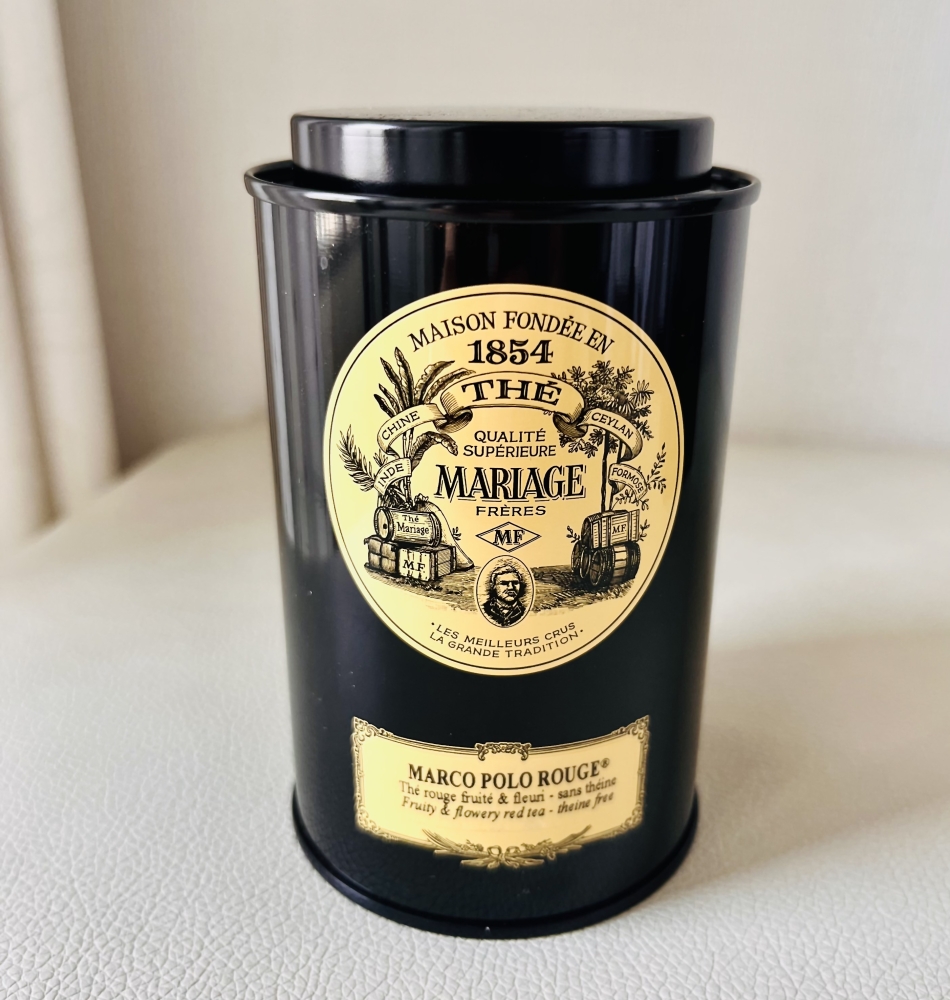 MAISON FONDÉE EN
1854
THÉ
CHINE
CEYLAN
QUALITÉ
SUPÉRIEURE
INDE
FORMOSE
MARIAGE
FRÈRES
Thé
Mariage
MF
MF
M.F
·LES MEILLEURS CRUS
LA GRANDE TRADITION·
MARCO POLO ROUGE®
Thé rouge fruité & fleuri - sans théine
Fruity & flowery red tea - theine free